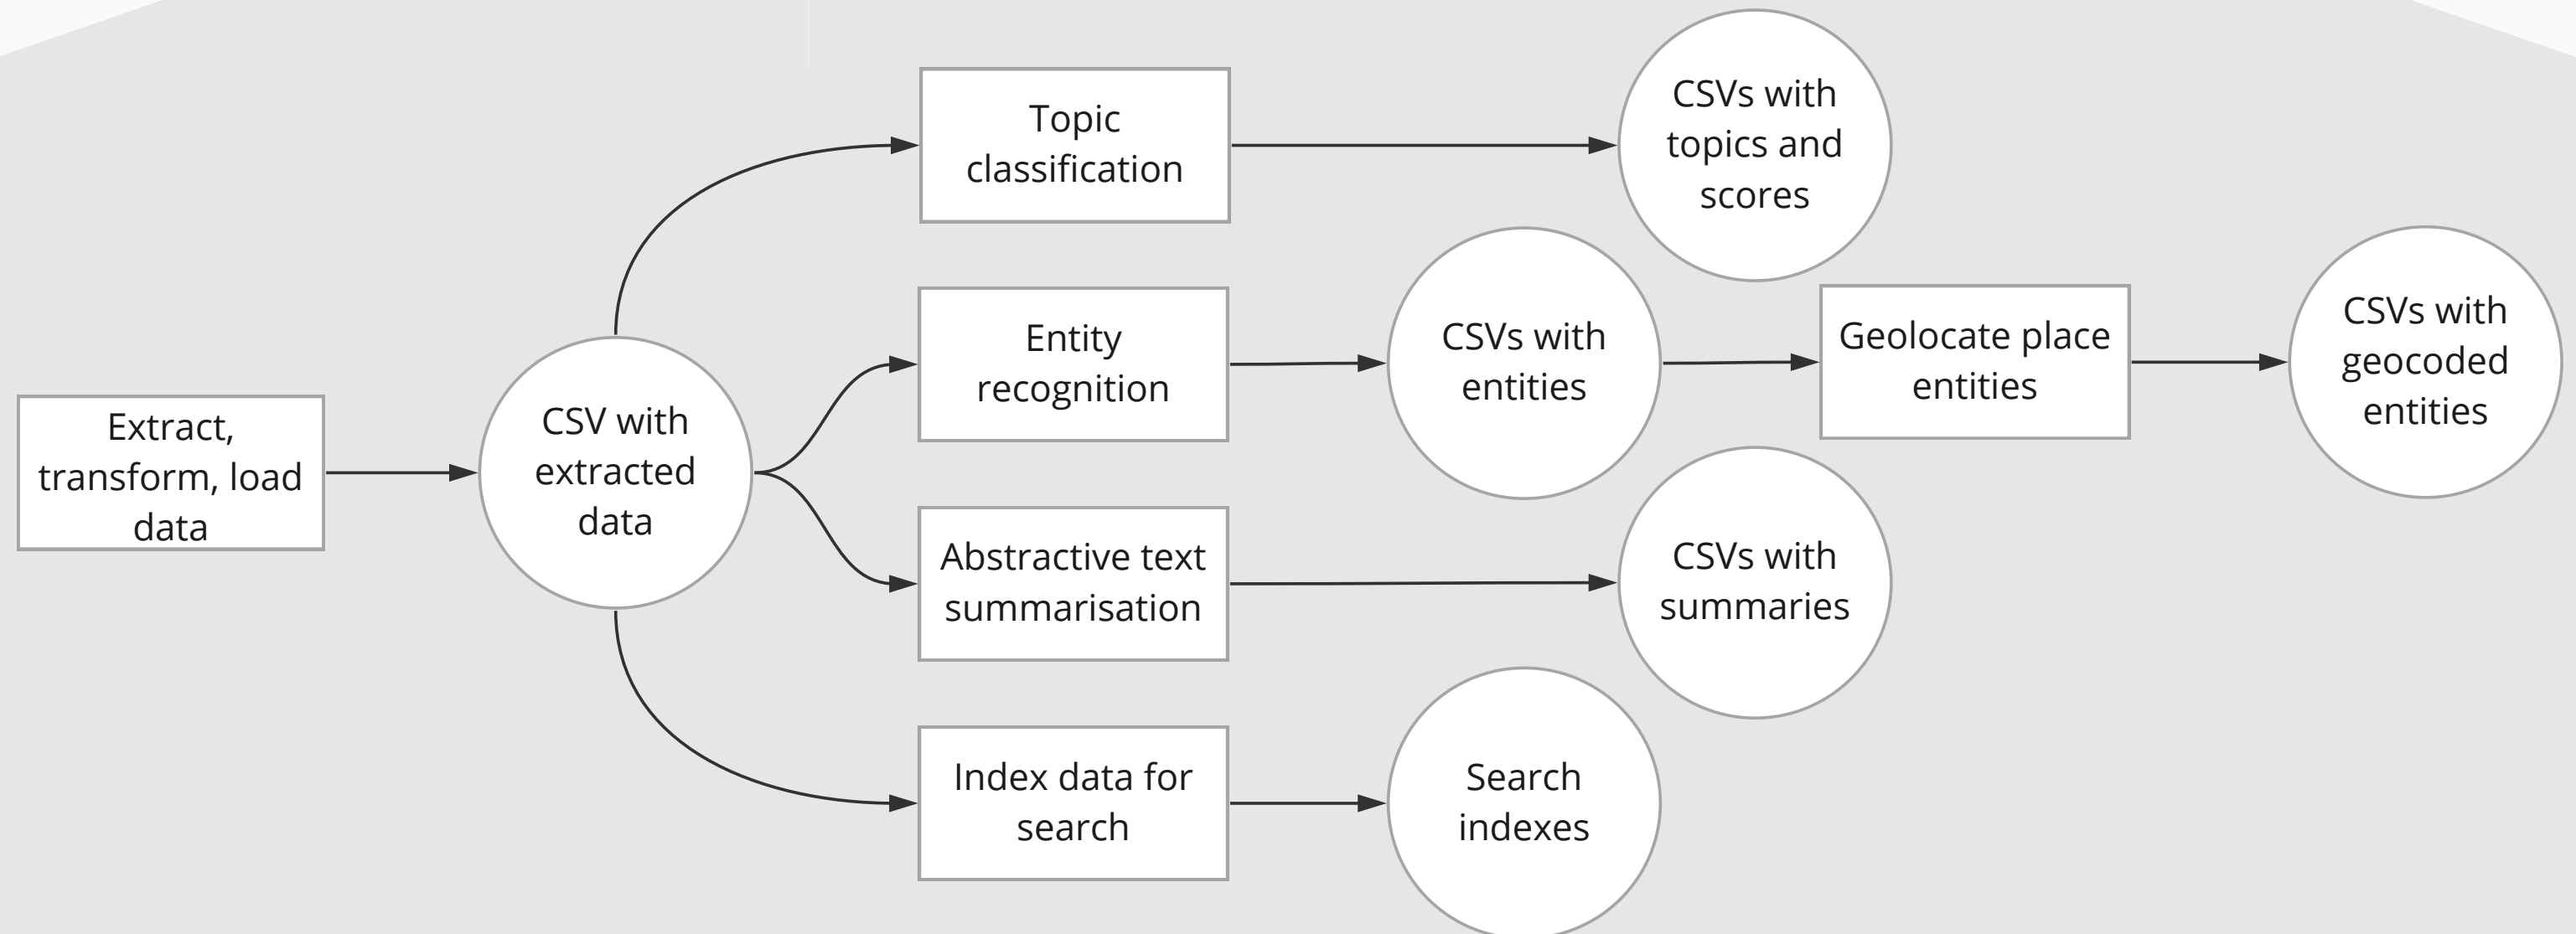 Extract,
transform, load
data
CSV with
extracted
data
Topic
classification
CSVs with
topics and
scores
Entity
recognition
CSVs with
entities
Geolocate place
entities
CSVs with
geocoded
entities
Abstractive text
summarisation
CSVs with
summaries
Index data for
search
Search
indexes